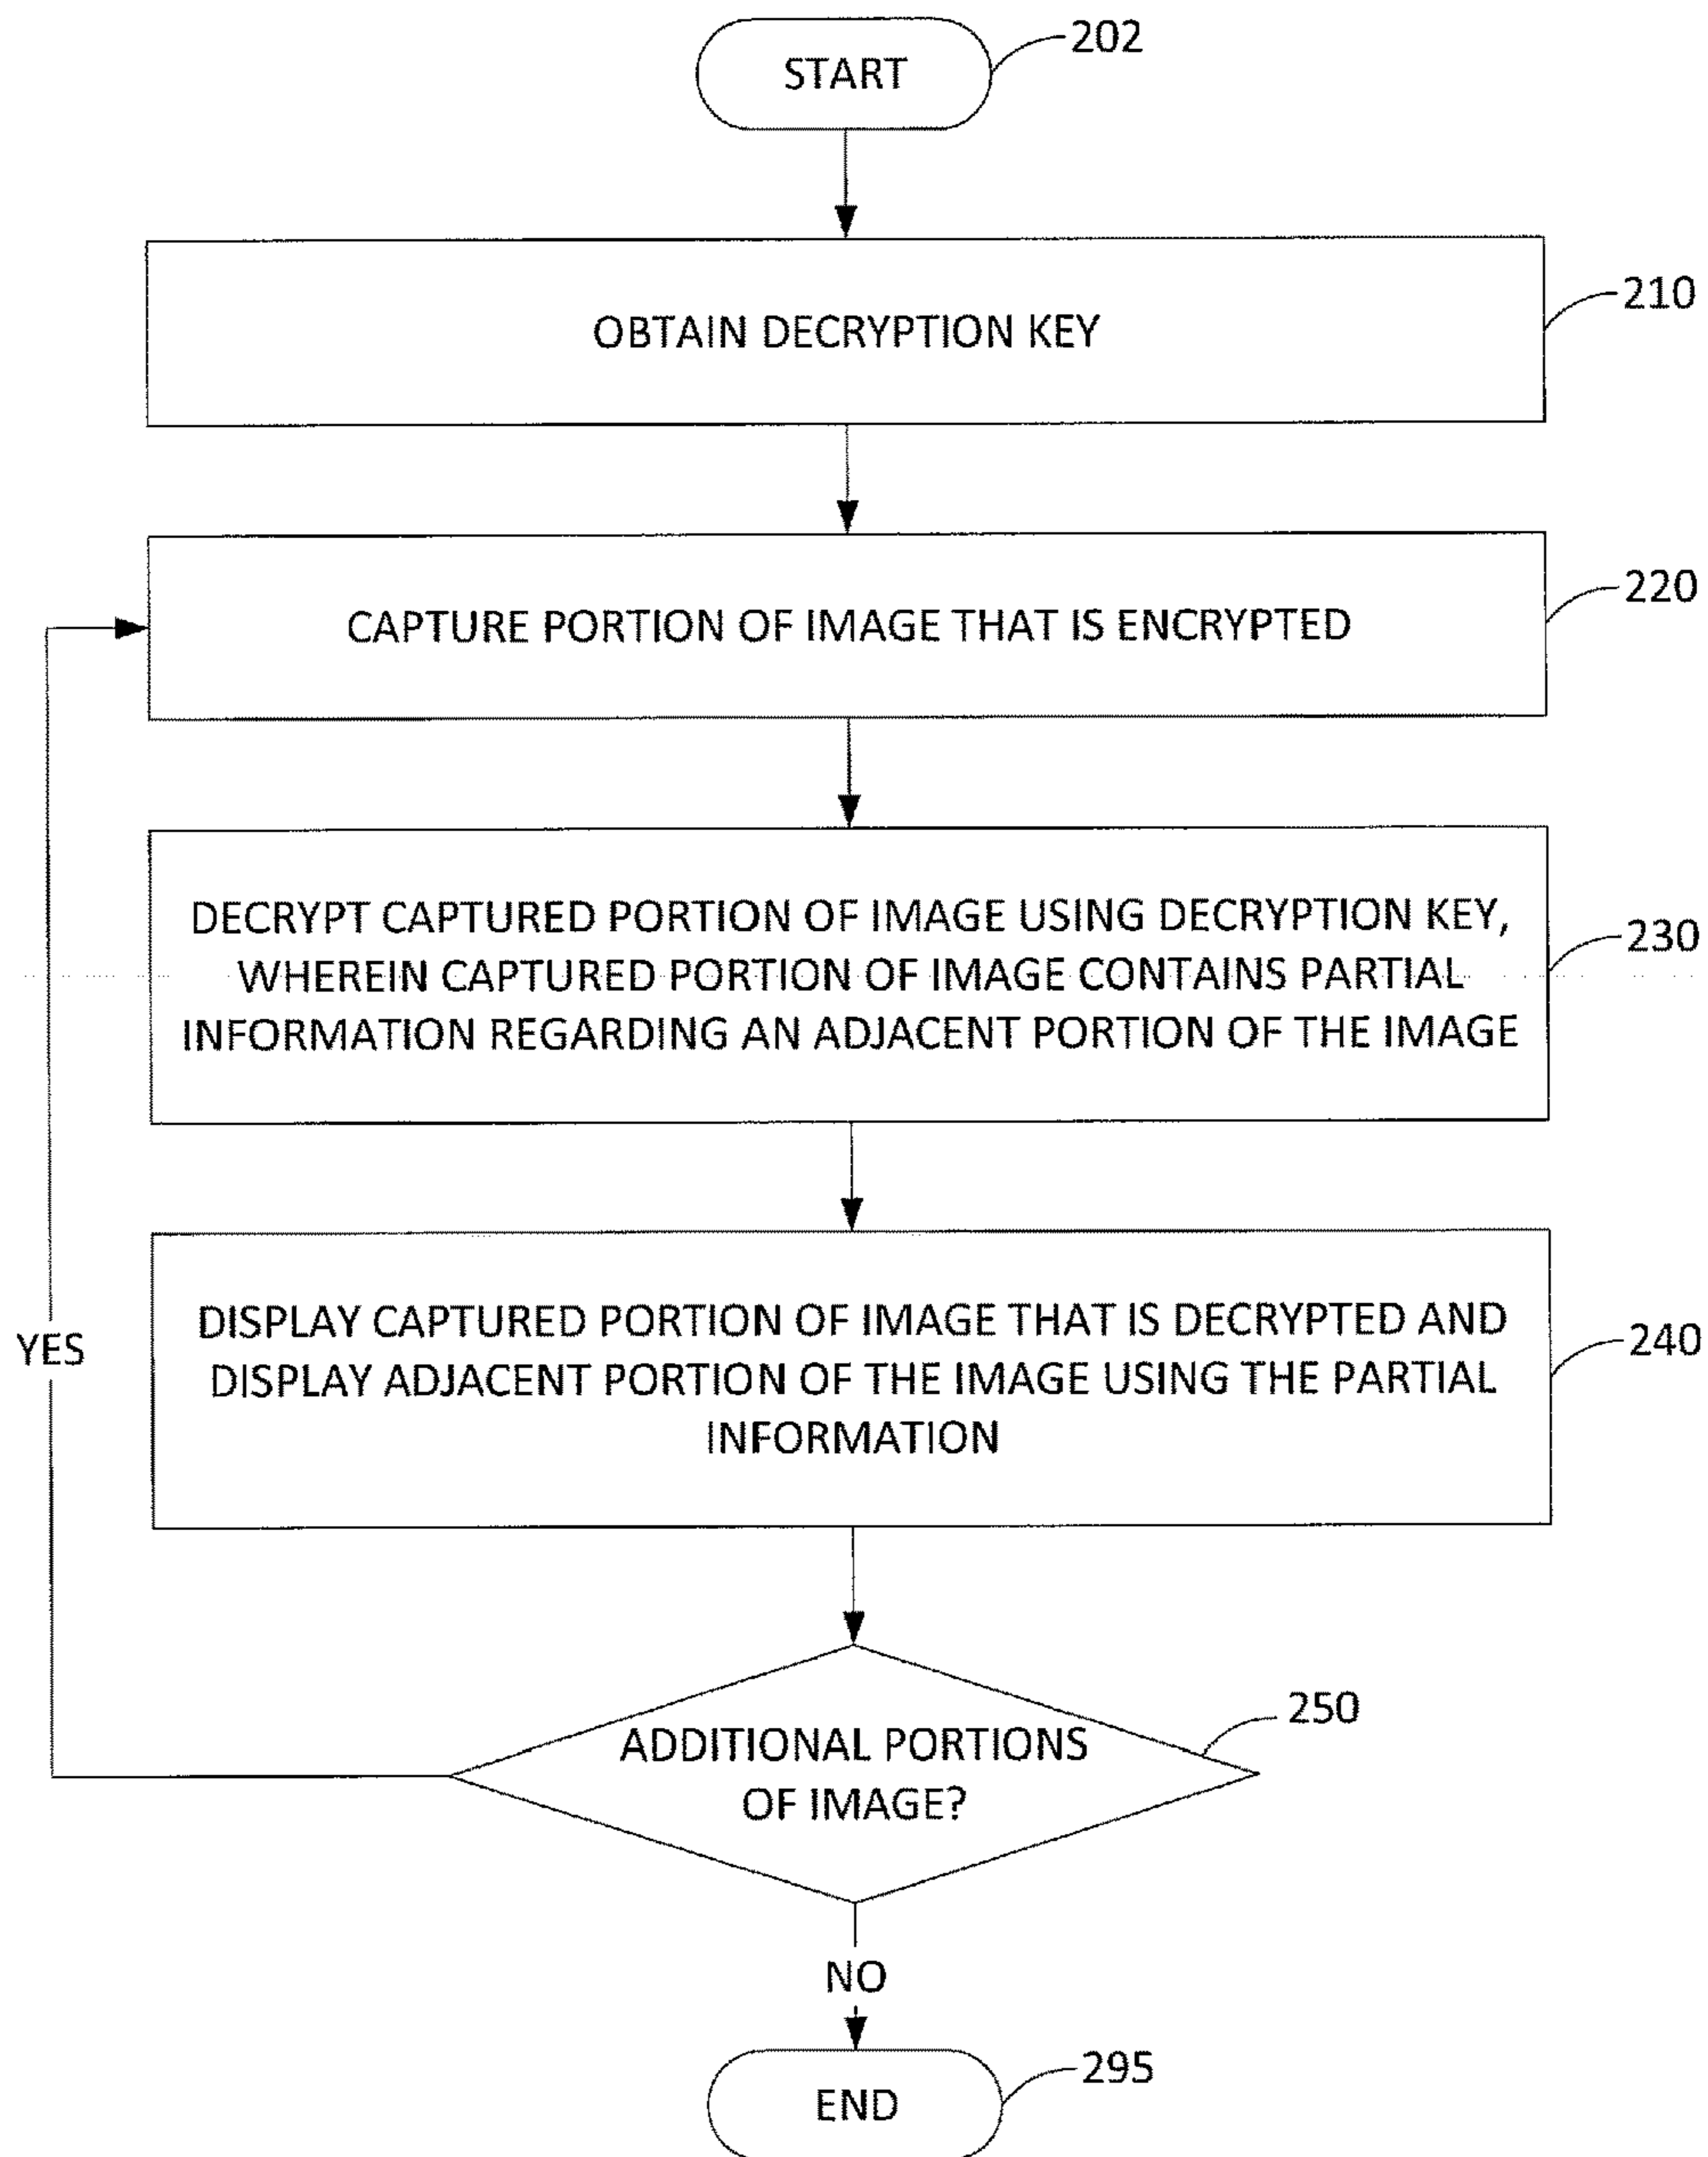 START
202
OBTAIN DECRYPTION KEY
210
CAPTURE PORTION OF IMAGE THAT IS ENCRYPTED
220
DECRYPT CAPTURED PORTION OF IMAGE USING DECRYPTION KEY,
WHEREIN CAPTURED PORTION OF IMAGE CONTAINS PARTIAL
INFORMATION REGARDING AN ADJACENT PORTION OF THE IMAGE
230
DISPLAY CAPTURED PORTION OF IMAGE THAT IS DECRYPTED AND
DISPLAY ADJACENT PORTION OF THE IMAGE USING THE PARTIAL
INFORMATION
240
YES
ADDITIONAL PORTIONS
OF IMAGE?
250
NO
END
295